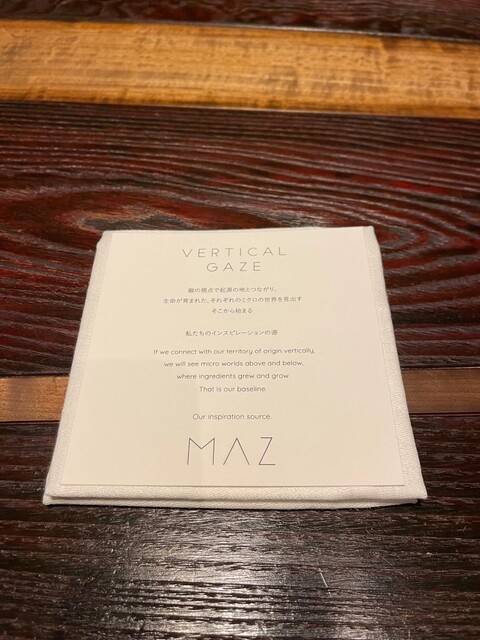 VERTICAL
GAZE
縦の視点で起源の地とつながり、
生命が育まれた、それぞれのミクロの世界を見出す
そこから始まる
私たちのインスピレーションの源
If we connect with our territory of origin vertically,
we will see micro worlds above and below,
where ingredients grew and grow.
That is our baseline.
Our inspiration source.
MAZ